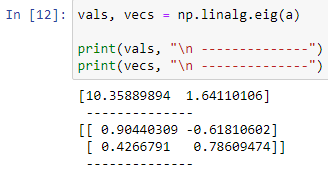 In [12]: vals, vecs = np.linalg.eig(a)
print(vals, "\n --------------")
print(vecs, "\n --------------")
[10.35889894  1.64110106]
 --------------
[[ 0.90440309 -0.61810602]
 [ 0.4266791   0.78609474]]
 --------------